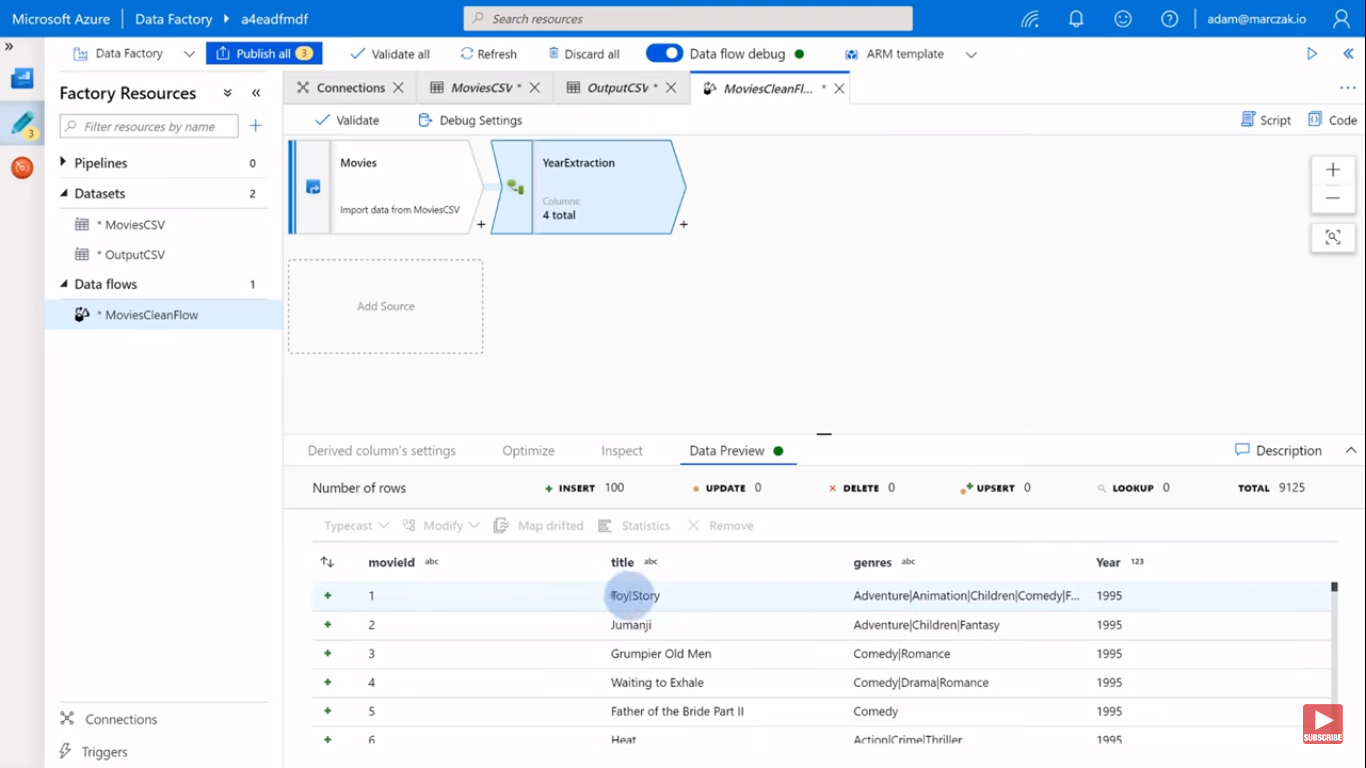 Microsoft Azure Data Factory a4eadfmdf Search resources adam@marczak.io
Data Factory Publish all 3 Validate all Refresh Discard all Data flow debug ARM template
Factory Resources
Connections MoviesCSV * OutputCSV * MoviesCleanFl... *
Filter resources by name
Validate Debug Settings Script Code
3
Pipelines 0
Datasets 2
* MoviesCSV
* OutputCSV
Data flows 1
* MoviesCleanFlow
Connections
Triggers
Movies
Import data from MoviesCSV
+
YearExtraction
Columns:
4 total
+
Add Source
Derived column's settings Optimize Inspect Data Preview Description
Number of rows INSERT 100 UPDATE 0 DELETE 0 UPSERT 0 LOOKUP 0 TOTAL 9125
Typecast Modify Map drifted Statistics Remove
movieId abc title abc genres abc Year 123
1 Toy Story Adventure|Animation|Children|Comedy|F... 1995
2 Jumanji Adventure|Children|Fantasy 1995
3 Grumpier Old Men Comedy|Romance 1995
4 Waiting to Exhale Comedy|Drama|Romance 1995
5 Father of the Bride Part II Comedy 1995
6 Heat Action|Crime|Thriller 1995
SUBSCRIBE